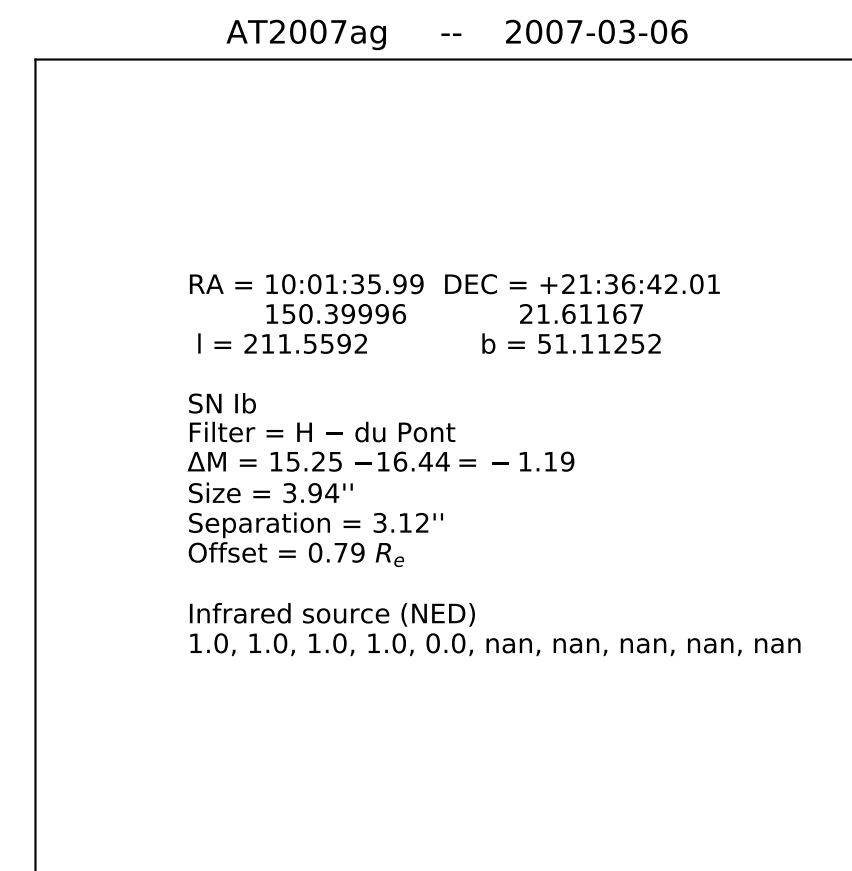 AT2007ag -- 2007-03-06
RA = 10:01:35.99 DEC = +21:36:42.01
150.39996 21.61167
l = 211.5592 b = 51.11252
SN Ib
Filter = H − du Pont
ΔM = 15.25 −16.44 = − 1.19
Size = 3.94''
Separation = 3.12''
Offset = 0.79 Rₑ
Infrared source (NED)
1.0, 1.0, 1.0, 1.0, 0.0, nan, nan, nan, nan, nan